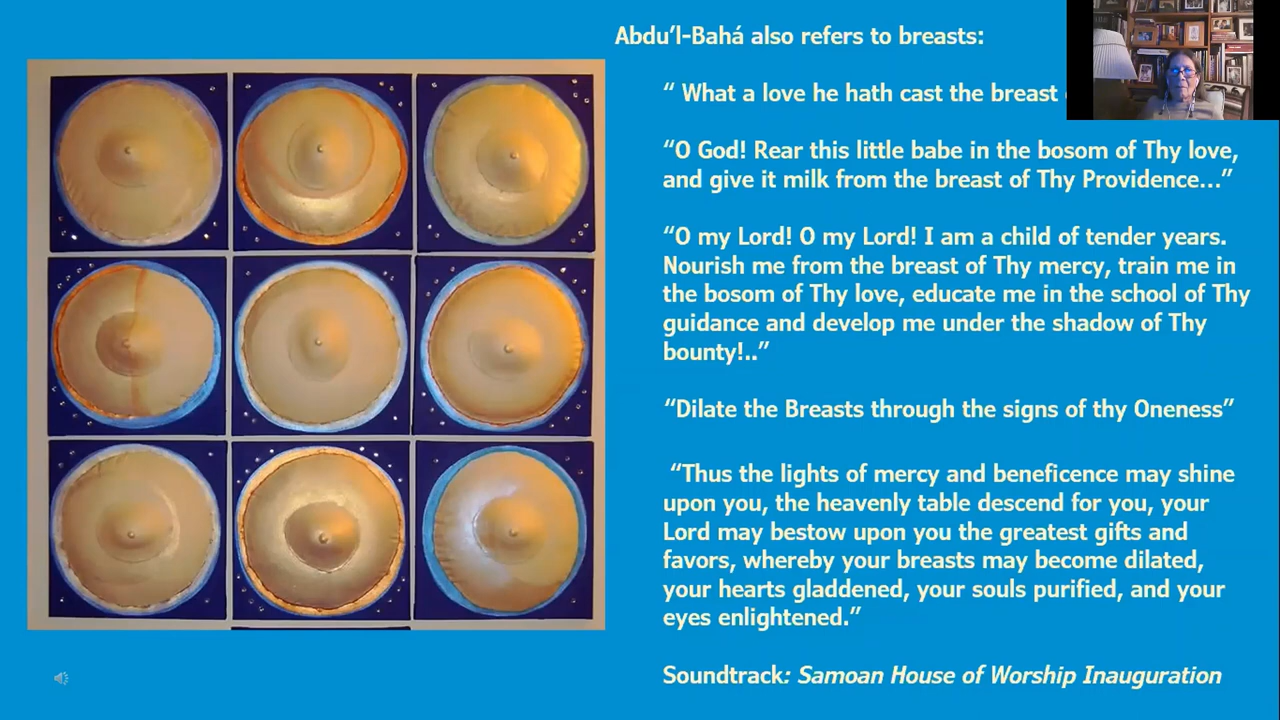 Abdu’l-Bahá also refers to breasts:
“ What a love he hath cast the breast
“O God! Rear this little babe in the bosom of Thy love,
and give it milk from the breast of Thy Providence...”
“O my Lord! O my Lord! I am a child of tender years.
Nourish me from the breast of Thy mercy, train me in
the bosom of Thy love, educate me in the school of Thy
guidance and develop me under the shadow of Thy
bounty!..”
“Dilate the Breasts through the signs of thy Oneness”
“Thus the lights of mercy and beneficence may shine
upon you, the heavenly table descend for you, your
Lord may bestow upon you the greatest gifts and
favors, whereby your breasts may become dilated,
your hearts gladdened, your souls purified, and your
eyes enlightened.”
Soundtrack: Samoan House of Worship Inauguration